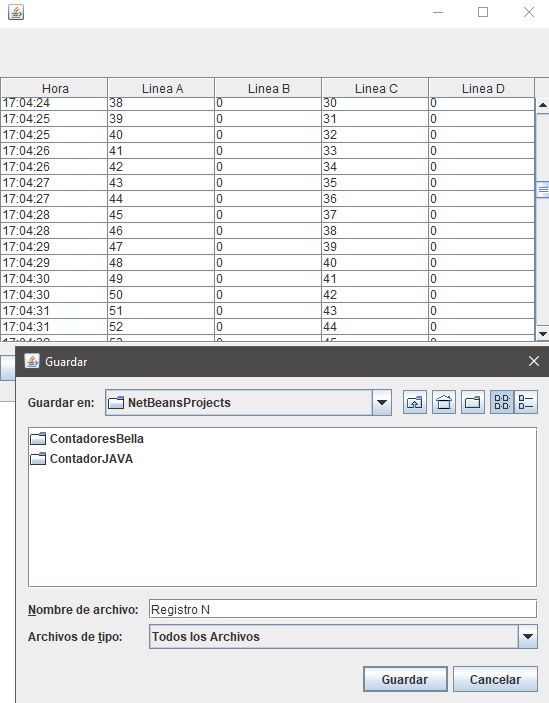 Hora Linea A Linea B Linea C Linea D
17:04:24 38 0 30 0
17:04:25 39 0 31 0
17:04:25 40 0 32 0
17:04:26 41 0 33 0
17:04:26 42 0 34 0
17:04:27 43 0 35 0
17:04:27 44 0 36 0
17:04:28 45 0 37 0
17:04:28 46 0 38 0
17:04:29 47 0 39 0
17:04:29 48 0 40 0
17:04:30 49 0 41 0
17:04:30 50 0 42 0
17:04:31 51 0 43 0
17:04:31 52 0 44 0
Guardar
Guardar en: NetBeansProjects
ContadoresBella
ContadorJAVA
Nombre de archivo: Registro N
Archivos de tipo: Todos los Archivos
Guardar Cancelar